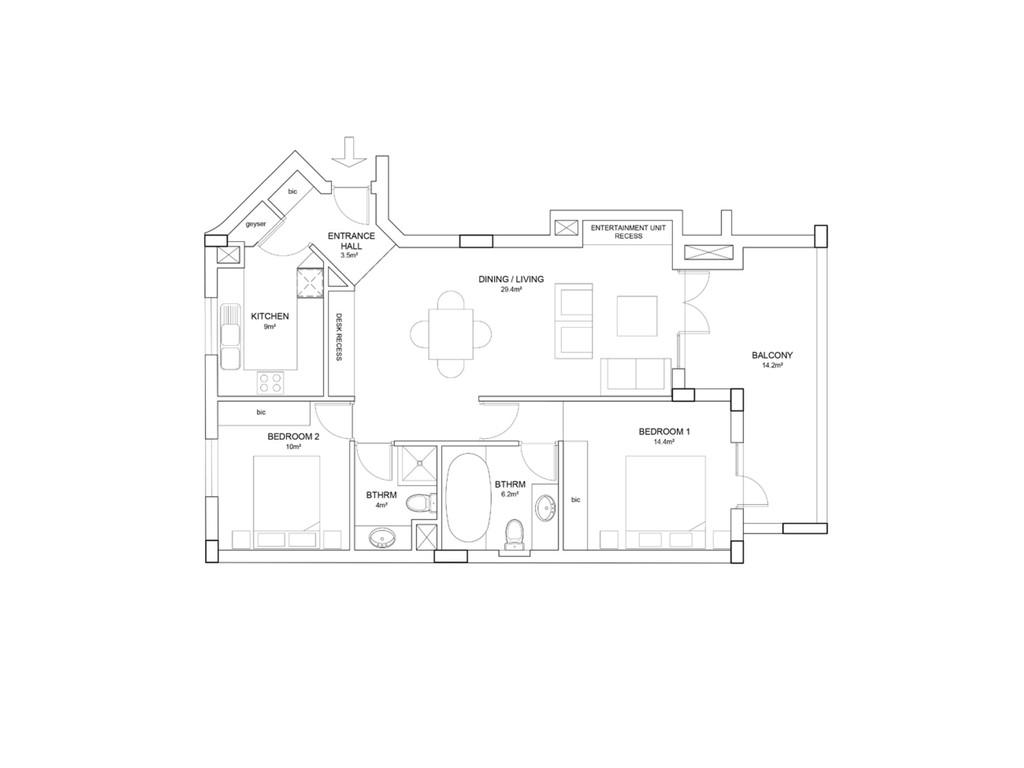 bic
geyser
ENTRANCE
HALL
3.5m²
ENTERTAINMENT UNIT
RECESS
DINING / LIVING
29.4m²
KITCHEN
9m²
DESK RECESS
BALCONY
14.2m²
bic
BEDROOM 2
10m²
BEDROOM 1
14.4m²
BTHRM
4m²
BTHRM
6.2m²
bic